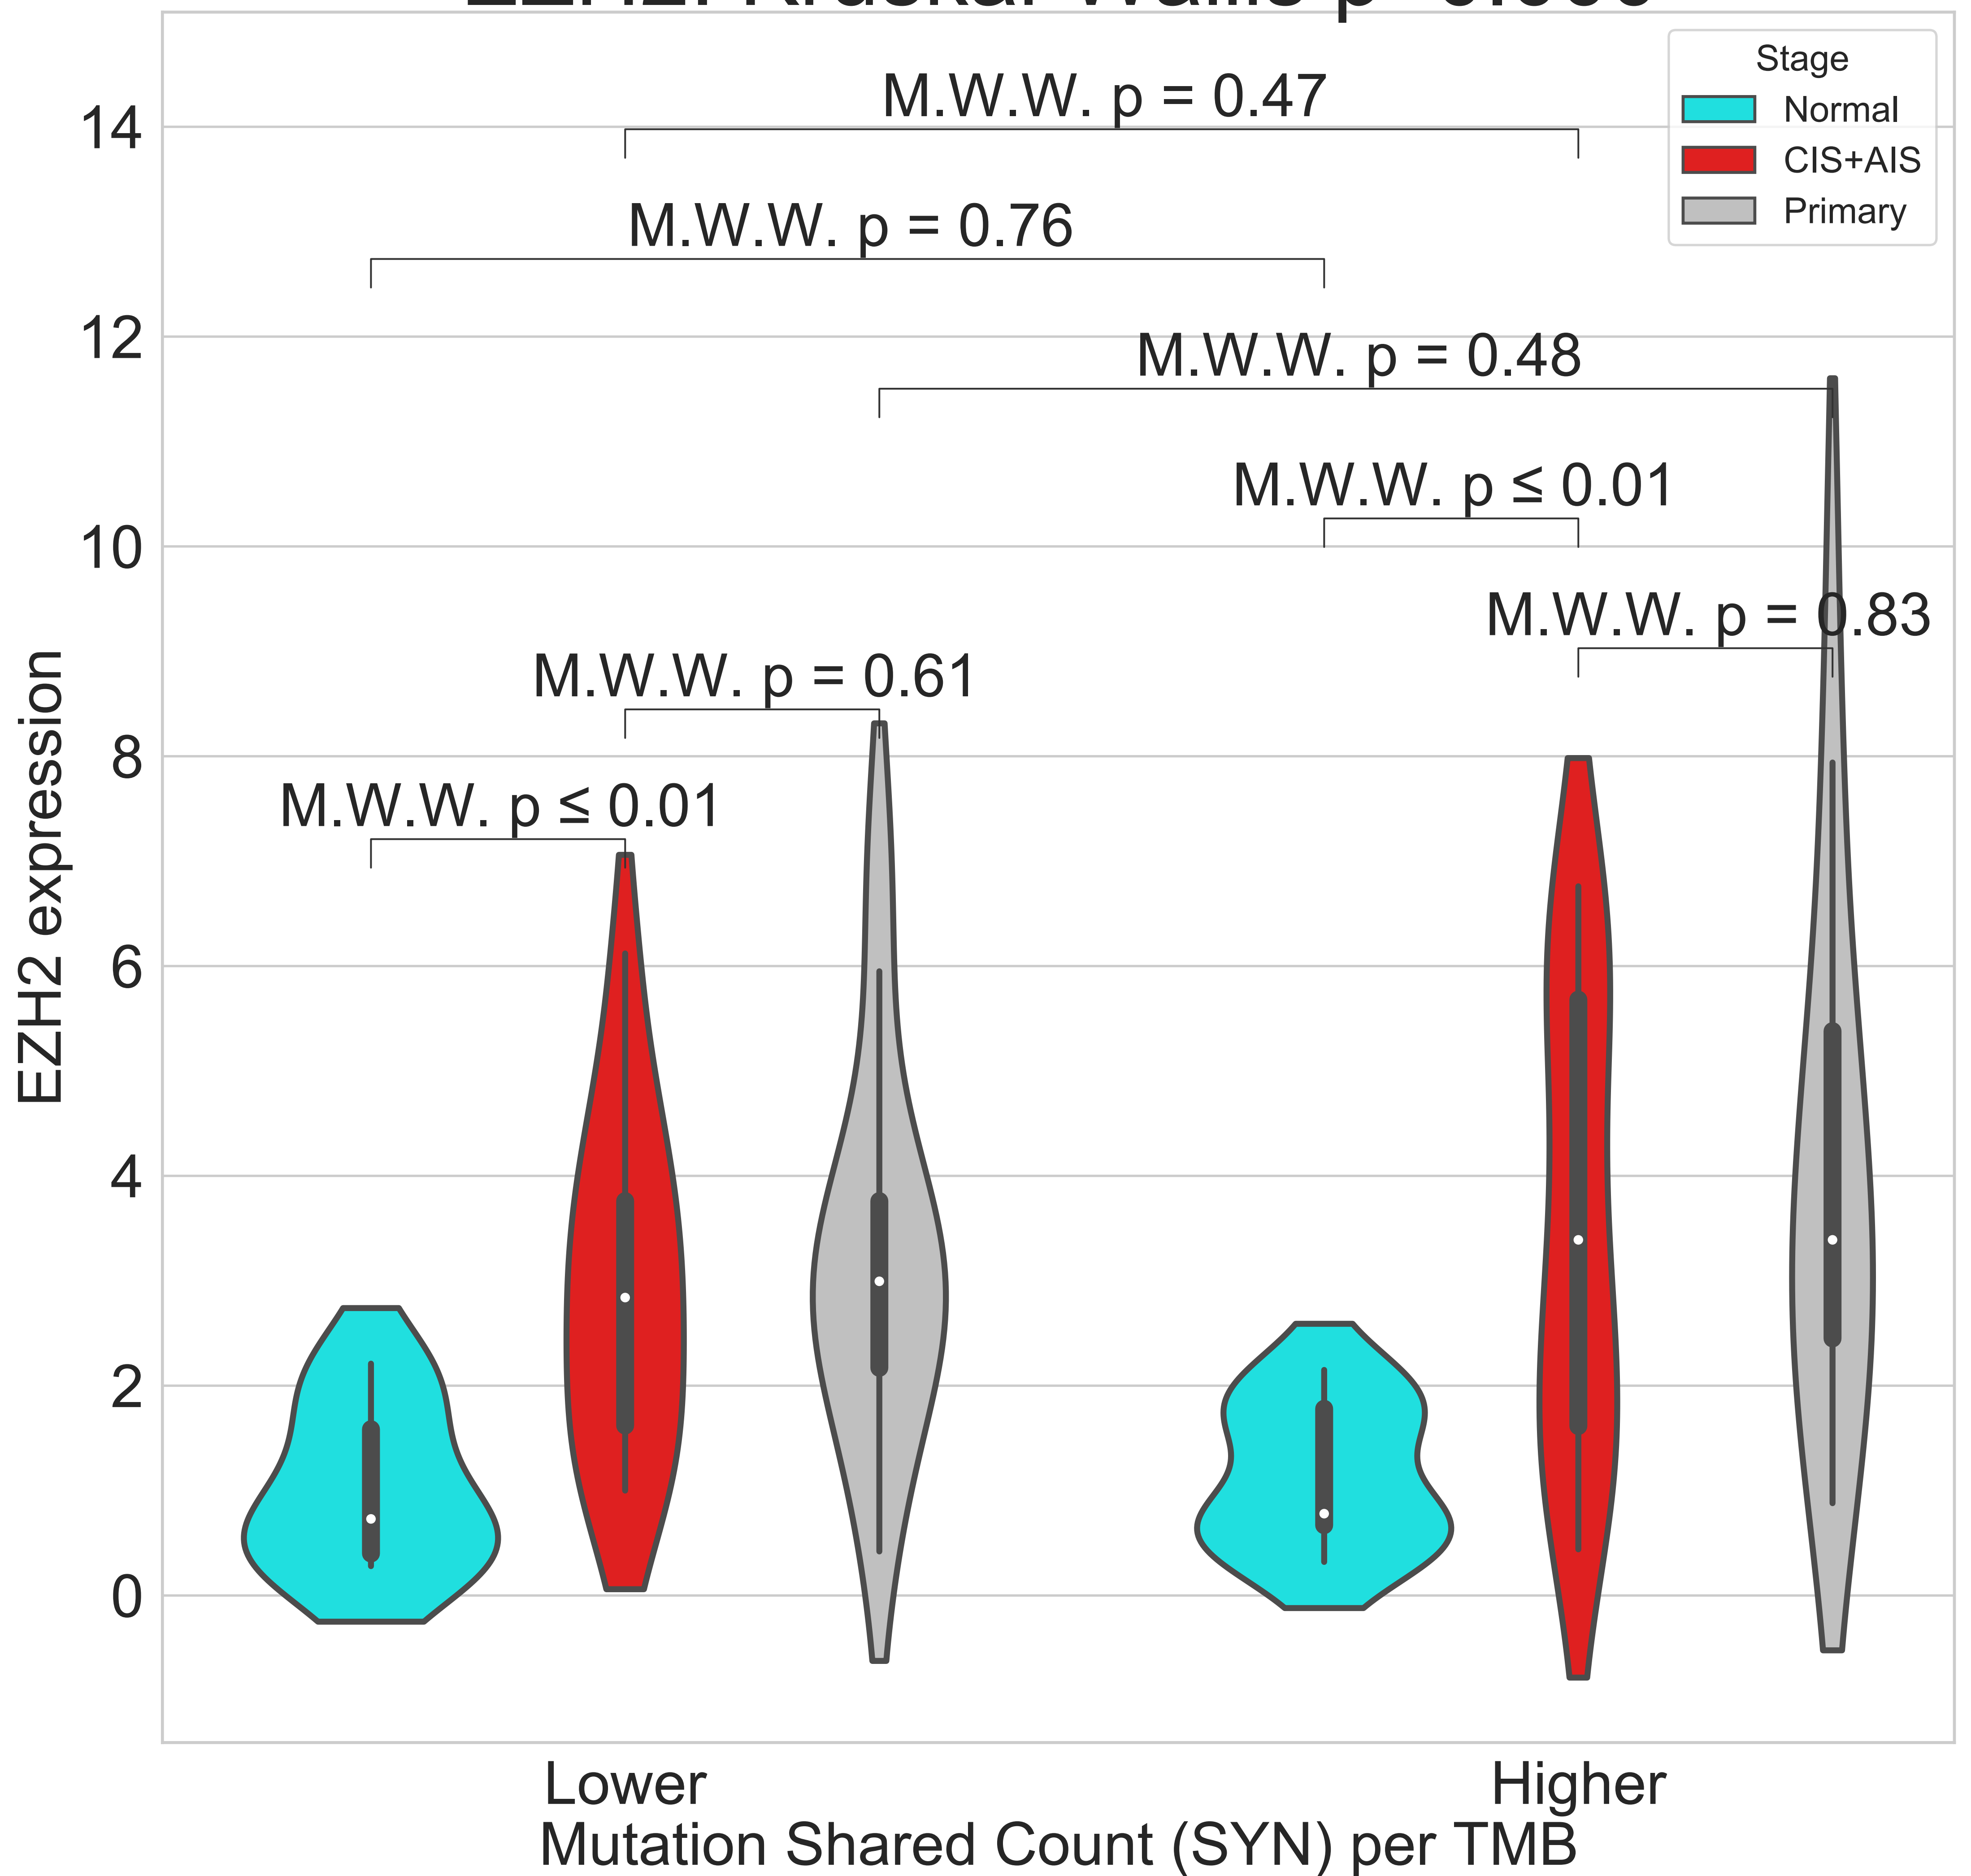 Stage
Normal
CIS+AIS
Primary
M.W.W. p = 0.47
M.W.W. p = 0.76
M.W.W. p = 0.48
M.W.W. p ≤ 0.01
M.W.W. p = 0.83
M.W.W. p = 0.61
M.W.W. p ≤ 0.01
14
12
10
8
6
4
2
0
EZH2 expression
Lower
Higher
Mutation Shared Count (SYN) per TMB